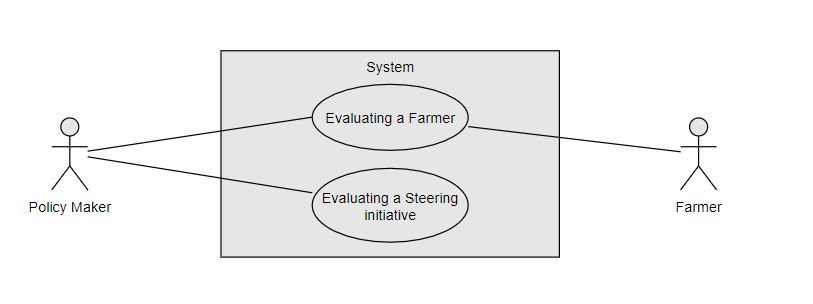 System
Evaluating a Farmer
Evaluating a Steering
initiative
Policy Maker
Farmer